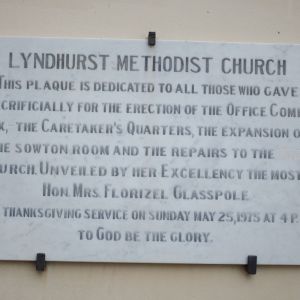 LYNDHURST METHODIST CHURCH
THIS PLAQUE IS DEDICATED TO ALL THOSE WHO GAVE
ACRIFICIALLY FOR THE ERECTION OF THE OFFICE COM
X, THE CARETAKER'S QUARTERS, THE EXPANSION O
HE SOWTON ROOM AND THE REPAIRS TO THE
URCH. UNVEILED BY HER EXCELLENCY THE MOST
HON. MRS. FLORIZEL GLASSPOLE
THANKSGIVING SERVICE ON SUNDAY MAY 25, 1975 AT 4 P.
TO GOD BE THE GLORY.